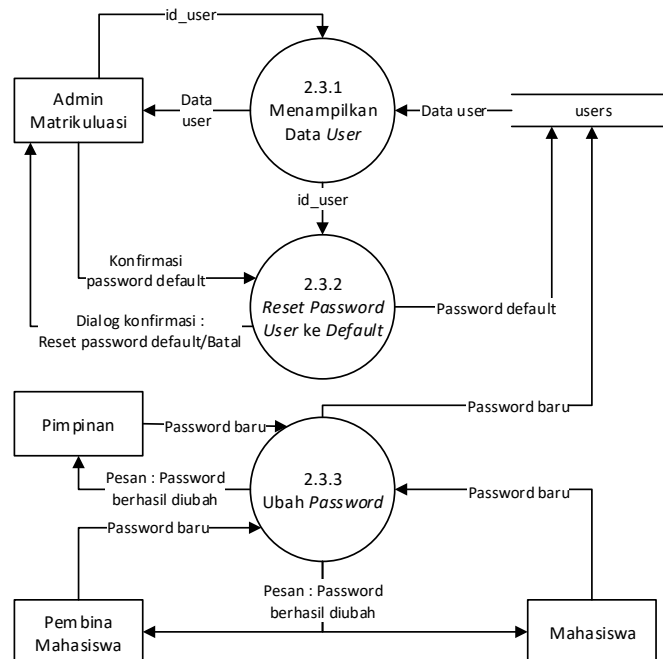 id_user
2.3.1
Menampilkan
Data User
Admin
Matrikuluasi
Data
user
Data user
users
id_user
Konfirmasi
password default
2.3.2
Reset Password
User ke Default
Password default
Dialog konfirmasi :
Reset password default/Batal
Pimpinan
Password baru
Password baru
2.3.3
Ubah Password
Pesan : Password
berhasil diubah
Password baru
Password baru
Pesan : Password
berhasil diubah
Pembina
Mahasiswa
Mahasiswa